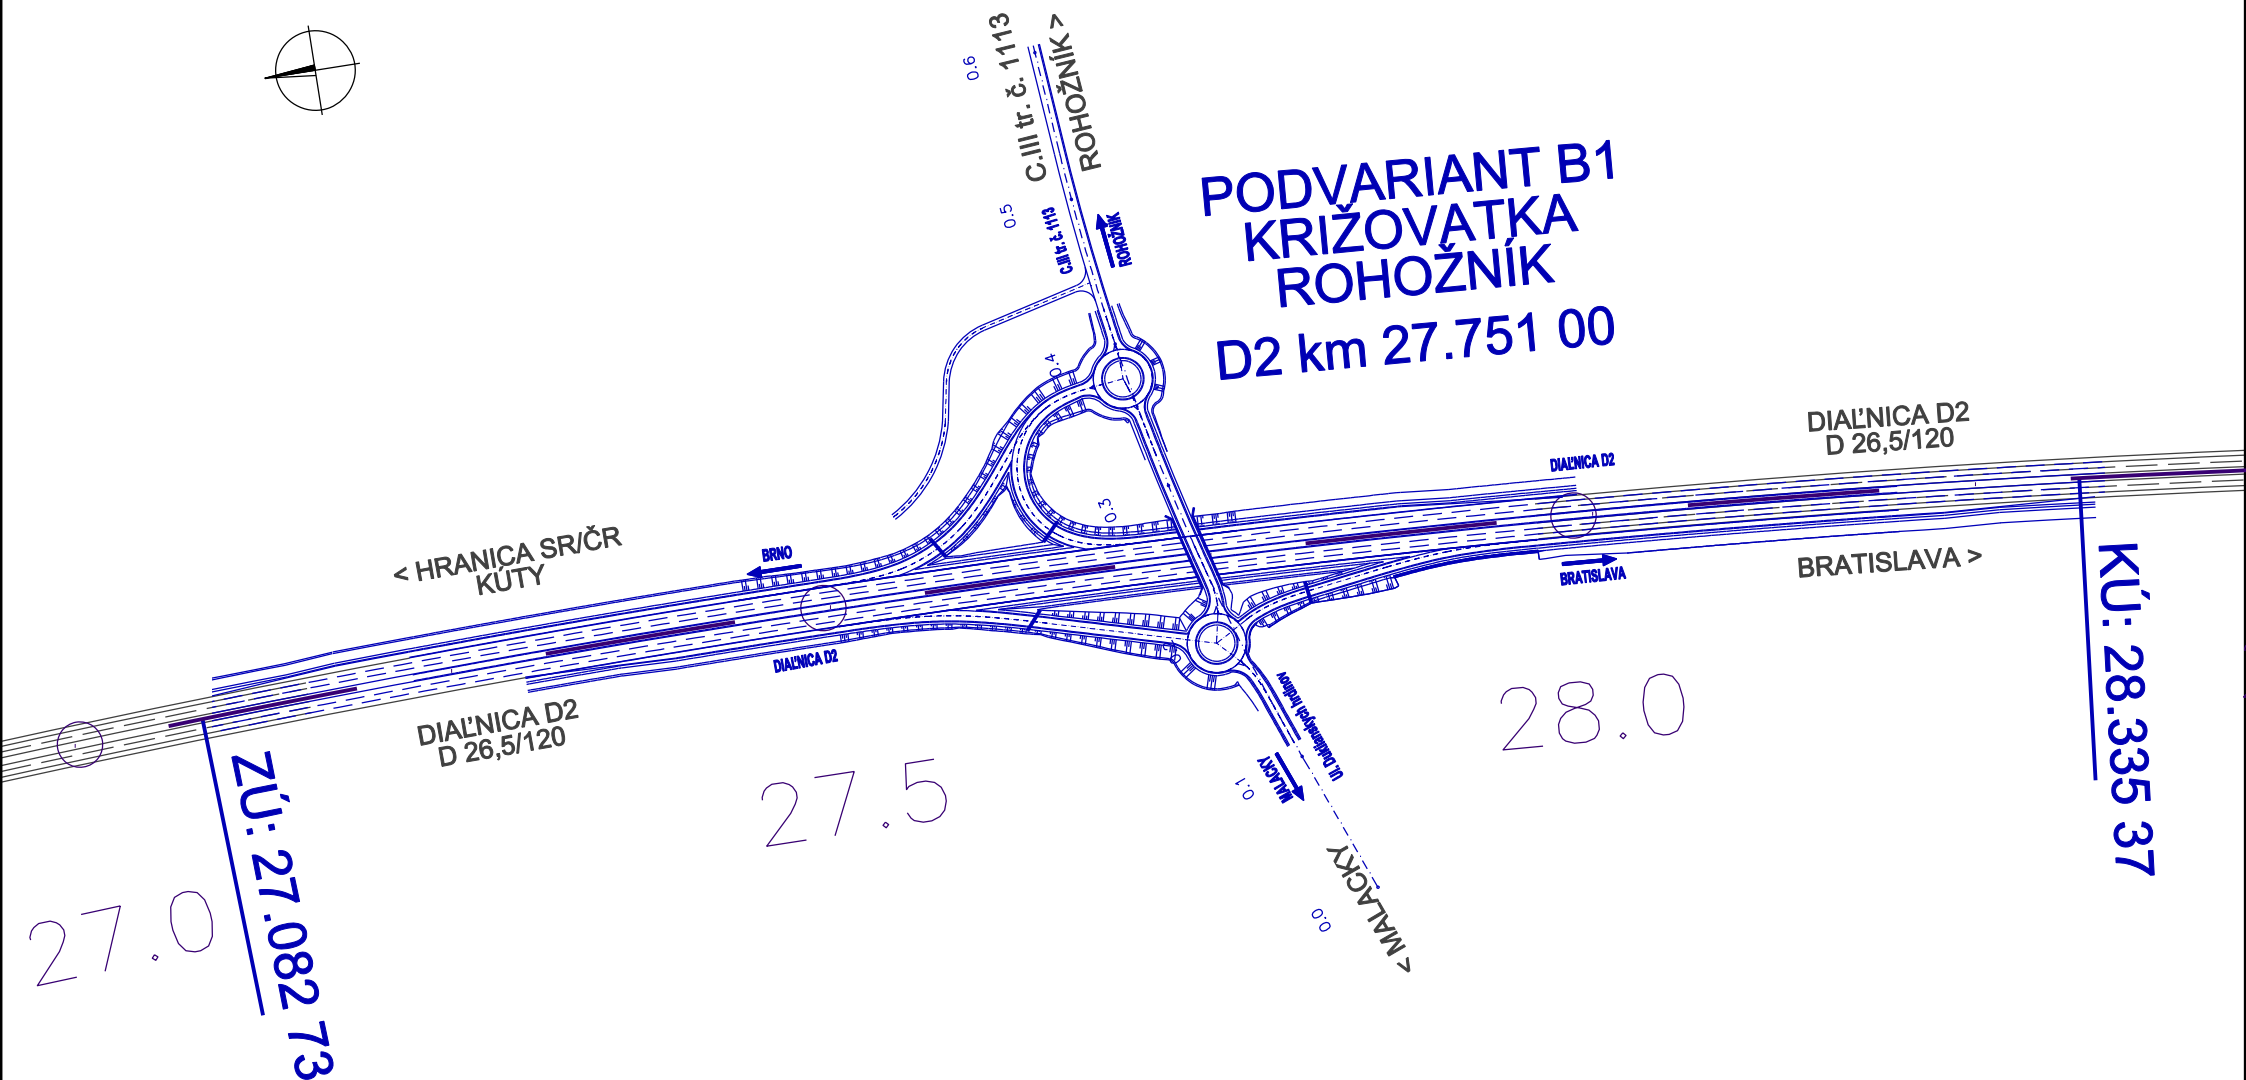 0.6
C.III tr. č. 1113
ROHOŽNÍK >
0.5
C.III tr. č. 1113
ROHOŽNÍK
PODVARIANT B1
KRIŽOVATKA
ROHOŽNÍK
D2 km 27.751 00
0.4
0.3
DIAĽNICA D2
D 26,5/120
DIAĽNICA D2
< HRANICA SR/ČR
KÚTY
BRNO
BRATISLAVA
BRATISLAVA >
DIAĽNICA D2
DIAĽNICA D2
D 26,5/120
Ul. Duklianskych hrdinov
MALACKY
0.1
< MALACKY
0.0
27.0
27.5
28.0
ZÚ: 27.082 73
KÚ: 28.335 37